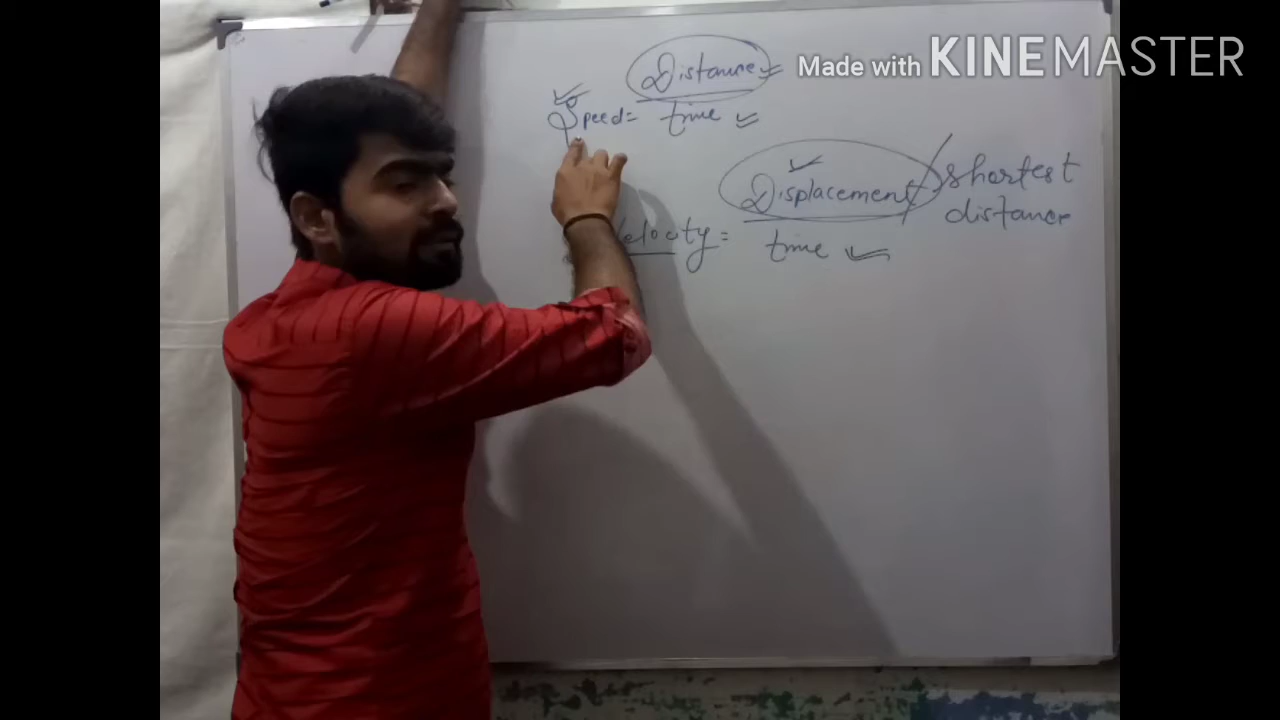 Made with KINEMASTER
Distance
Speed = time
Displacement / shortest
distance
Velocity =
time